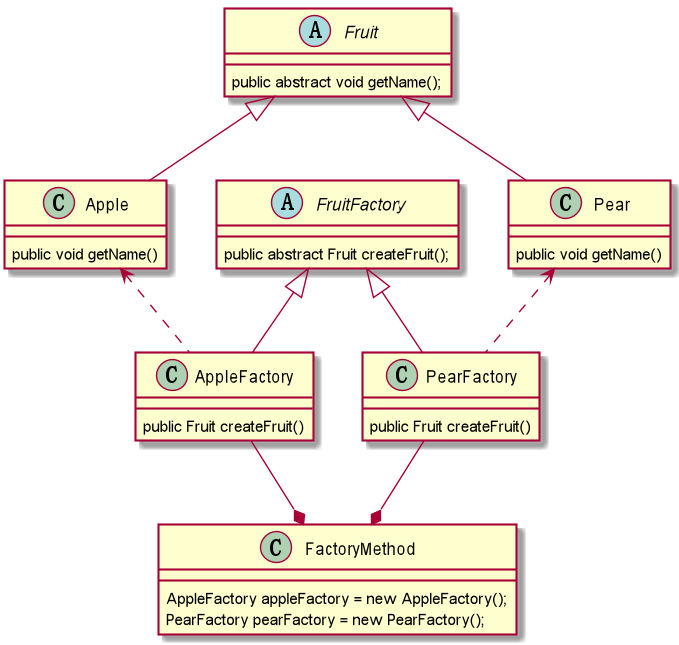 A Fruit
public abstract void getName();
C Apple
public void getName()
A FruitFactory
public abstract Fruit createFruit();
C Pear
public void getName()
C AppleFactory
public Fruit createFruit()
C PearFactory
public Fruit createFruit()
C FactoryMethod
AppleFactory appleFactory = new AppleFactory();
PearFactory pearFactory = new PearFactory();